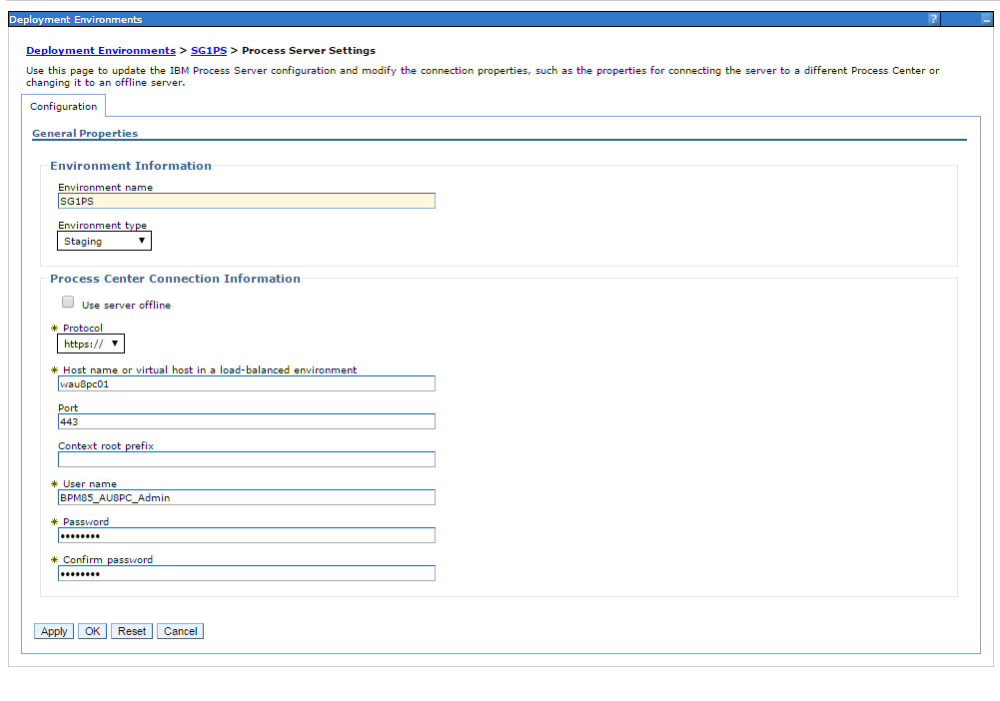 Deployment Environments ?
Deployment Environments > SG1PS > Process Server Settings
Use this page to update the IBM Process Server configuration and modify the connection properties, such as the properties for connecting the server to a different Process Center or
changing it to an offline server.
Configuration
General Properties
Environment Information
Environment name
SG1PS
Environment type
Staging
Process Center Connection Information
Use server offline
* Protocol
https://
* Host name or virtual host in a load-balanced environment
wau8pc01
Port
443
Context root prefix
* User name
BPM85_AU8PC_Admin
* Password
••••••••
* Confirm password
••••••••
Apply OK Reset Cancel